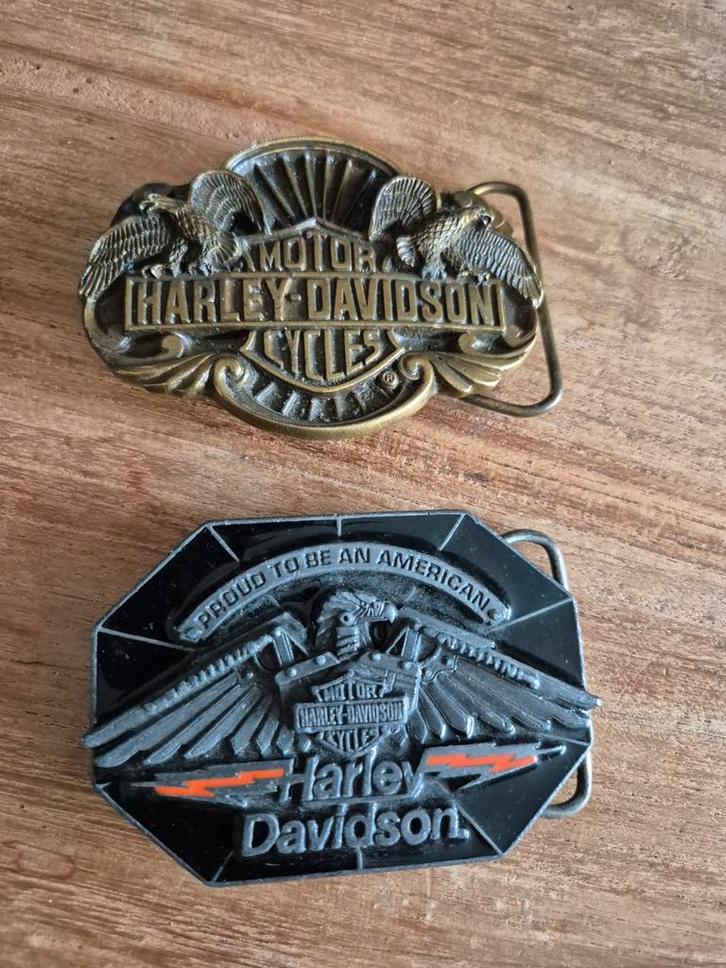 MOTOR
HARLEY-DAVIDSON
CYCLES
®
PROUD TO BE AN AMERICAN
MOTOR
HARLEY-DAVIDSON
CYCLES
Harley
Davidson